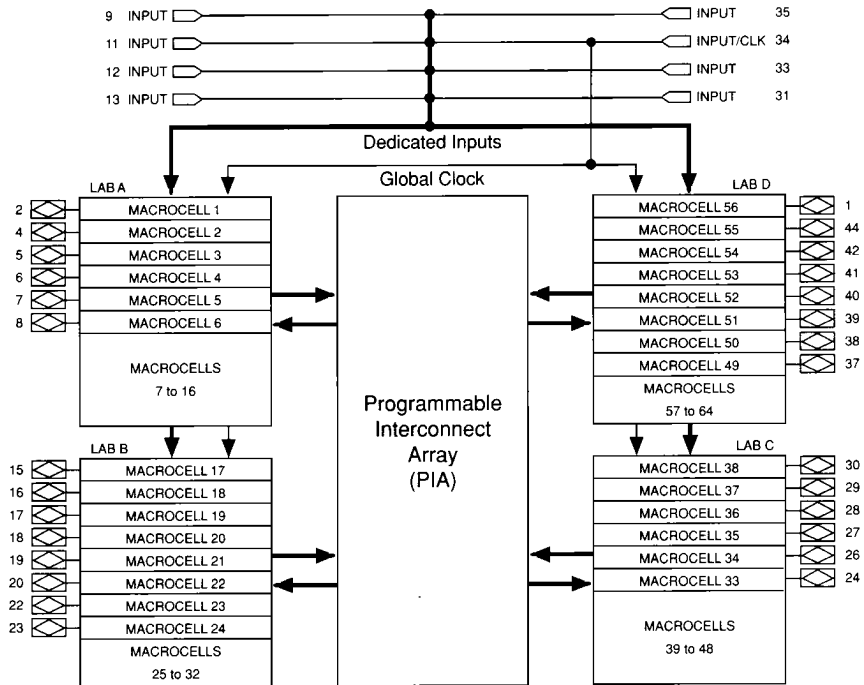 9 INPUT INPUT 35
11 INPUT INPUT/CLK 34
12 INPUT INPUT 33
13 INPUT INPUT 31
Dedicated Inputs
Global Clock
LAB A
2 MACROCELL 1
4 MACROCELL 2
5 MACROCELL 3
6 MACROCELL 4
7 MACROCELL 5
8 MACROCELL 6
MACROCELLS
7 to 16
LAB B
15 MACROCELL 17
16 MACROCELL 18
17 MACROCELL 19
18 MACROCELL 20
19 MACROCELL 21
20 MACROCELL 22
22 MACROCELL 23
23 MACROCELL 24
MACROCELLS
25 to 32
Programmable
Interconnect
Array
(PIA)
LAB D
MACROCELL 56 1
MACROCELL 55 44
MACROCELL 54 42
MACROCELL 53 41
MACROCELL 52 40
MACROCELL 51 39
MACROCELL 50 38
MACROCELL 49 37
MACROCELLS
57 to 64
LAB C
MACROCELL 38 30
MACROCELL 37 29
MACROCELL 36 28
MACROCELL 35 27
MACROCELL 34 26
MACROCELL 33 24
MACROCELLS
39 to 48